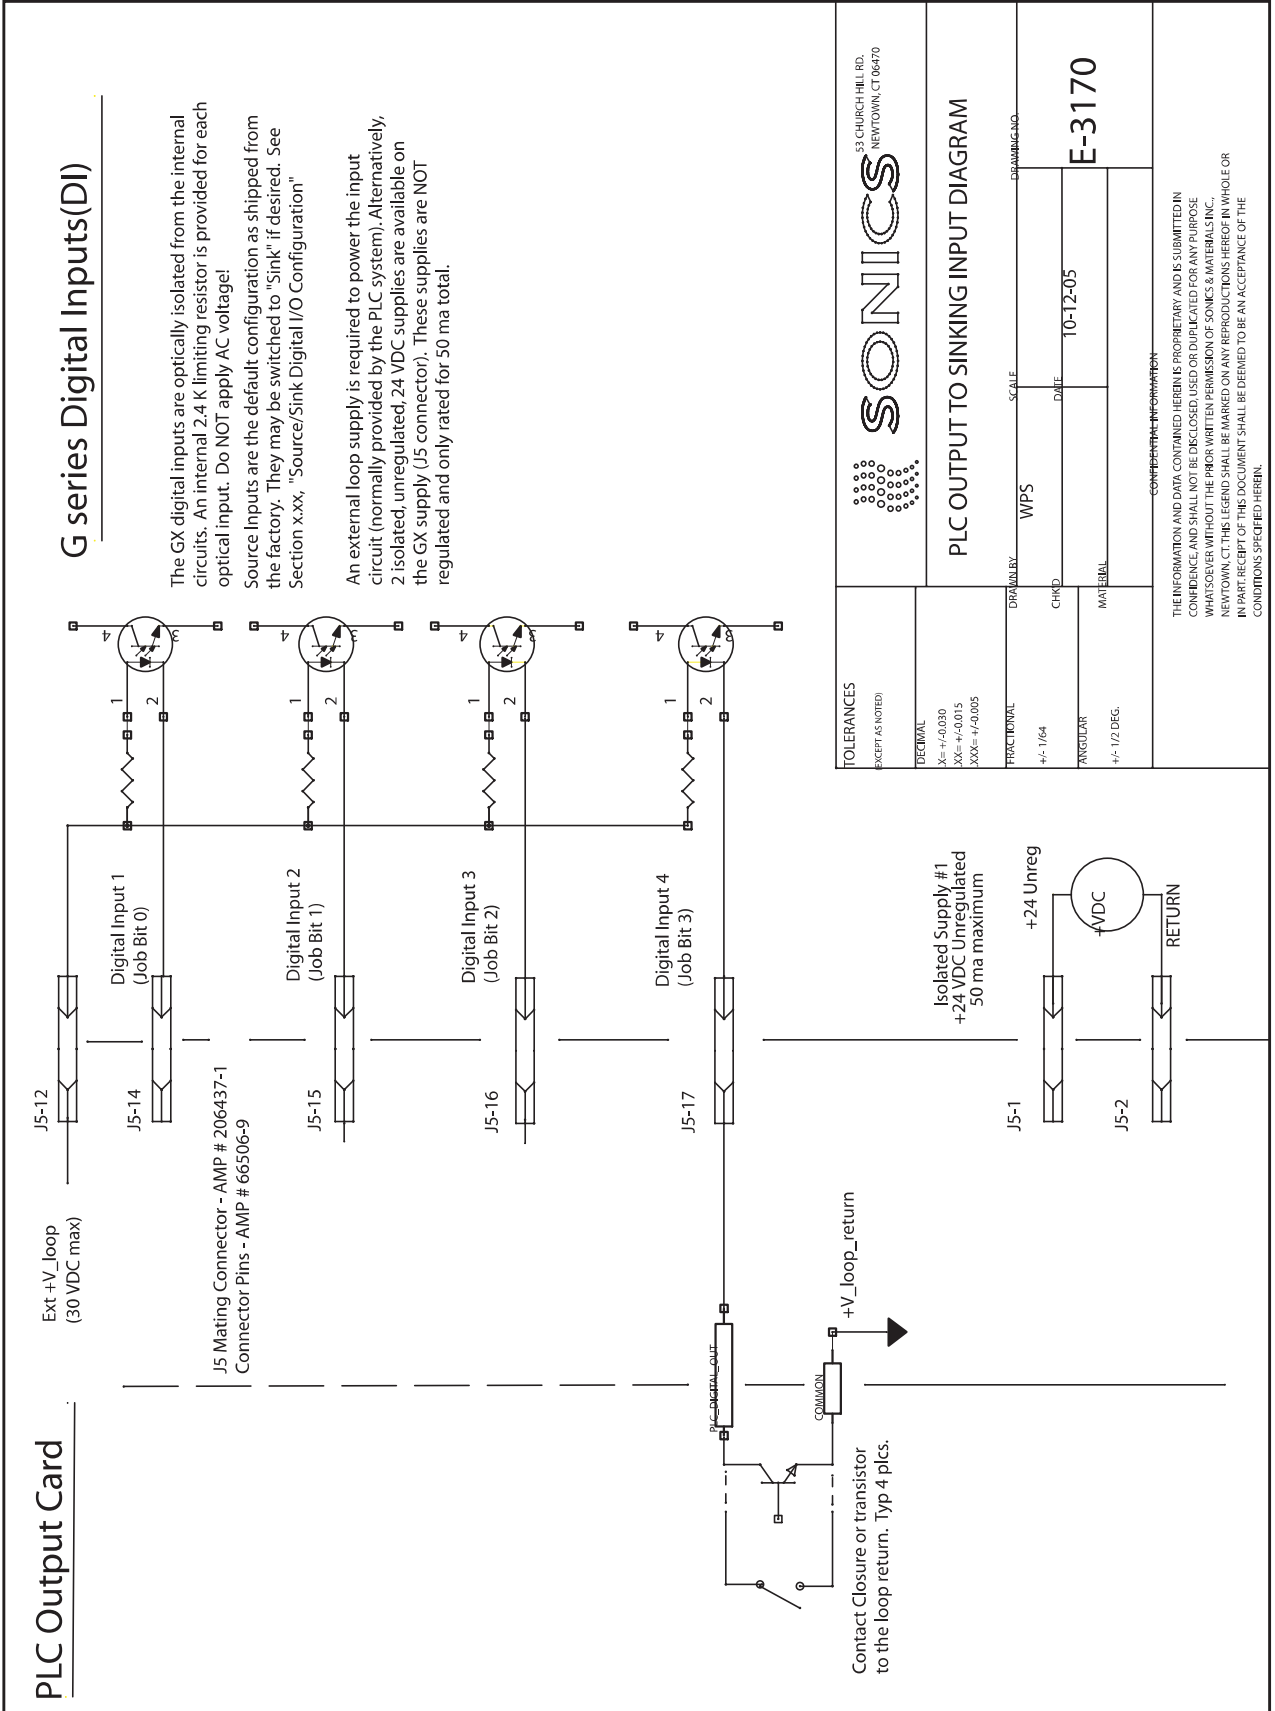 PLC Output Card
G series Digital Inputs(DI)
Ext +V_loop
(30 VDC max)
J5-12
J5-14
Digital Input 1
(Job Bit 0)
1
2
4
3
J5 Mating Connector - AMP # 206437-1
Connector Pins - AMP # 66506-9
J5-15
Digital Input 2
(Job Bit 1)
1
2
4
3
J5-16
Digital Input 3
(Job Bit 2)
1
2
4
3
J5-17
Digital Input 4
(Job Bit 3)
1
2
4
3
The GX digital inputs are optically isolated from the internal
circuits. An internal 2.4 K limiting resistor is provided for each
optical input. Do NOT apply AC voltage!
Source Inputs are the default configuration as shipped from
the factory. They may be switched to "Sink" if desired. See
Section x.xx, "Source/Sink Digital I/O Configuration"
An external loop supply is required to power the input
circuit (normally provided by the PLC system). Alternatively,
2 isolated, unregulated, 24 VDC supplies are available on
the GX supply (J5 connector). These supplies are NOT
regulated and only rated for 50 ma total.
PLC_DIGITAL_OUT
COMMON
+V_loop_return
Contact Closure or transistor
to the loop return. Typ 4 plcs.
Isolated Supply #1
+24 VDC Unregulated
50 ma maximum
J5-1
+24 Unreg
+VDC
J5-2
RETURN
TOLERANCES
(EXCEPT AS NOTED)
DECIMAL
.X= +/-0.030
.XX= +/-0.015
.XXX= +/-0.005
FRACTIONAL
+/- 1/64
ANGULAR
+/- 1/2 DEG.
SONICS
53 CHURCH HILL RD.
NEWTOWN, CT 06470
PLC OUTPUT TO SINKING INPUT DIAGRAM
DRAWN BY
WPS
SCALE
DRAWING NO.
CHK'D
DATE
10-12-05
E-3170
MATERIAL
CONFIDENTIAL INFORMATION
THE INFORMATION AND DATA CONTAINED HEREIN IS PROPRIETARY AND IS SUBMITTED IN
CONFIDENCE, AND SHALL NOT BE DISCLOSED, USED OR DUPLICATED FOR ANY PURPOSE
WHATSOEVER WITHOUT THE PRIOR WRITTEN PERMISSION OF SONICS & MATERIALS INC.,
NEWTOWN, CT. THIS LEGEND SHALL BE MARKED ON ANY REPRODUCTIONS HEREOF IN WHOLE OR
IN PART. RECEIPT OF THIS DOCUMENT SHALL BE DEEMED TO BE AN ACCEPTANCE OF THE
CONDITIONS SPECIFIED HEREIN.